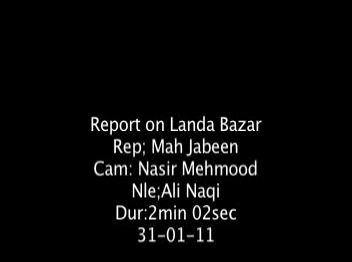 Report on Landa Bazar
Rep; Mah Jabeen
Cam: Nasir Mehmood
Nle;Ali Naqi
Dur:2min 02sec
31-01-11